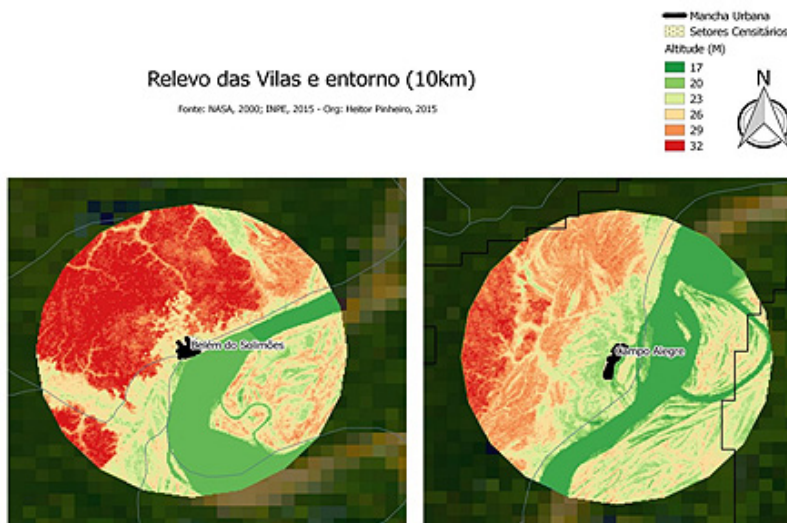 Mancha Urbana
Setores Censitários
Altitude (M)
17
20
23
26
29
32
N
Relevo das Vilas e entorno (10km)
Fonte: NASA, 2000; INPE, 2015 - Org: Heitor Pinheiro, 2015
Belém do Solimões
Campo Alegre